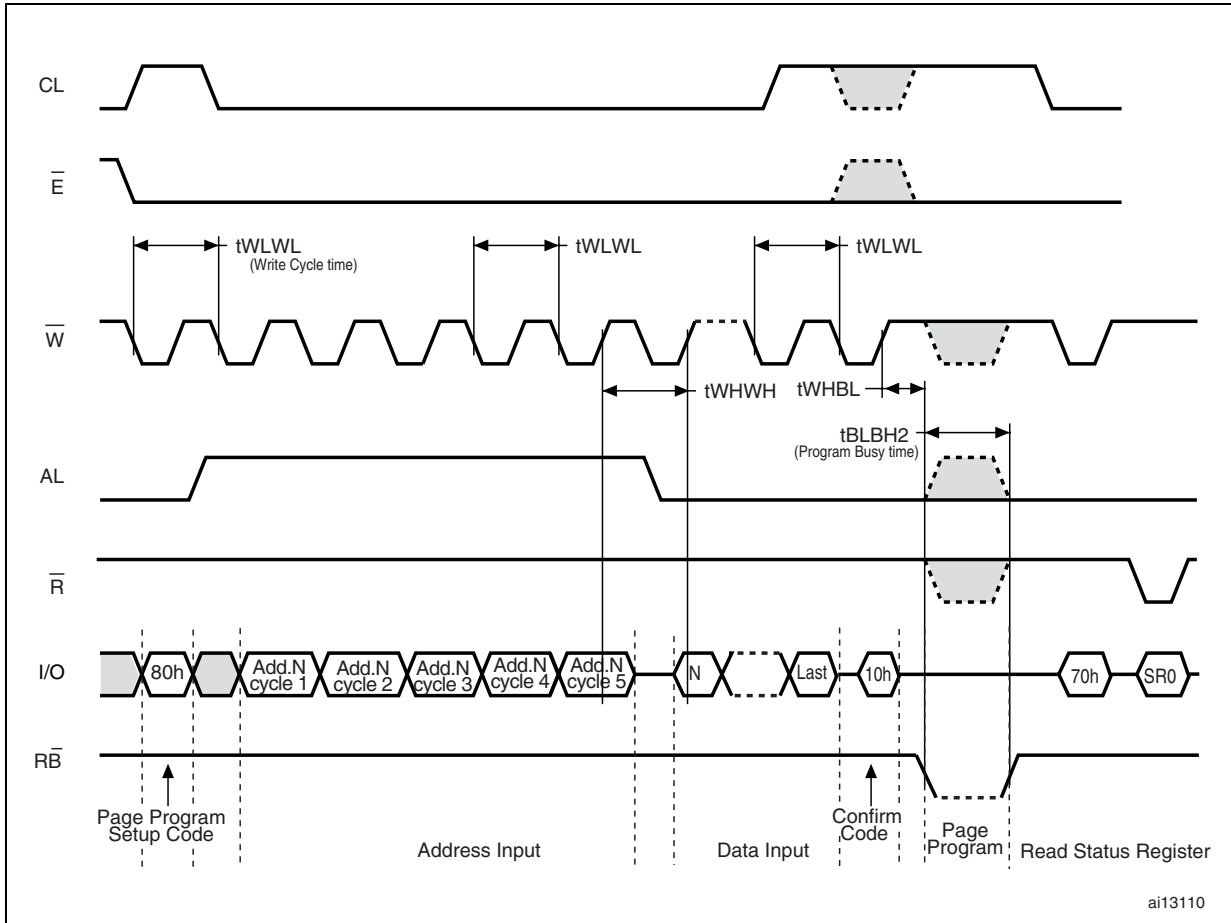 CL
E
tWLWL
(Write Cycle time)
tWLWL
tWLWL
W
tWHWH
tWHBL
tBLBH2
(Program Busy time)
AL
R
I/O
80h
Add.N
cycle 1
Add.N
cycle 2
Add.N
cycle 3
Add.N
cycle 4
Add.N
cycle 5
N
Last
10h
70h
SR0
RB
Page Program
Setup Code
Address Input
Data Input
Confirm
Code
Page
Program
Read Status Register
ai13110